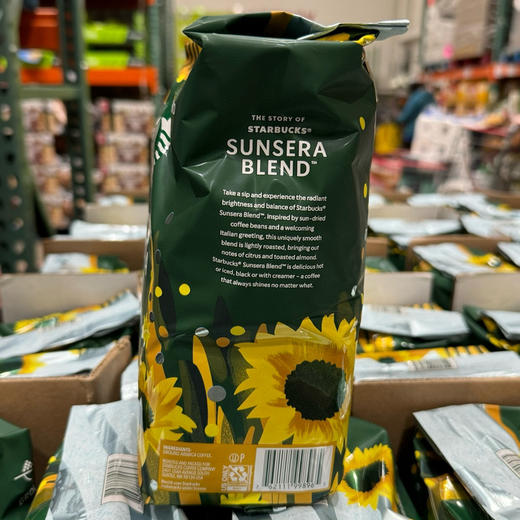 THE STORY OF
STARBUCKS®
SUNSERA
BLEND™
Take a sip and experience the radiant
brightness and balance of Starbucks®
Sunsera Blend™. Inspired by sun-dried
coffee beans and a welcoming
Italian greeting, this uniquely smooth
blend is lightly roasted, bringing our
notes of citrus and toasted almond.
Starbucks® Sunsera Blend™ is delicious hot
or iced, black or with creamer – a coffee
that always shines no matter what.
INGREDIENTS:
GROUND ARABICA COFFEE.
U P